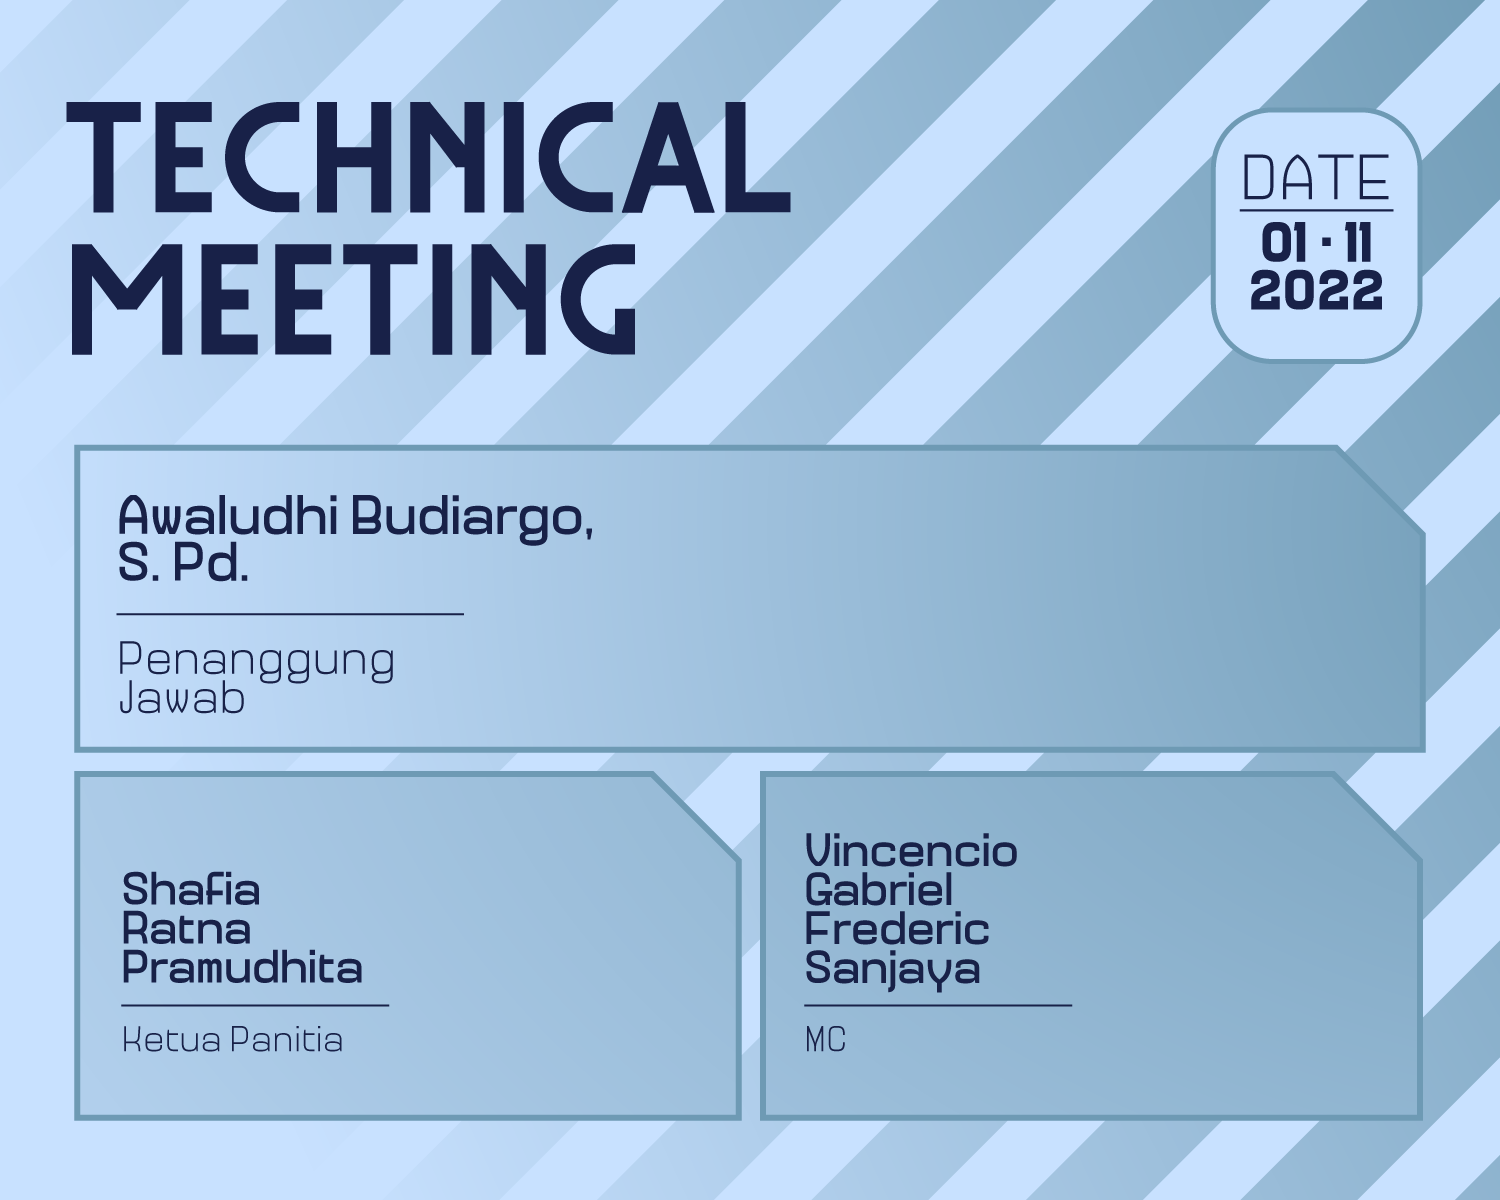 TECHNICAL
MEETING
DATE
01 · 11
2022
Awaludhi Budiargo,
S. Pd.
Penanggung
Jawab
Shafia
Ratna
Pramudhita
Ketua Panitia
Vincencio
Gabriel
Frederic
Sanjaya
MC